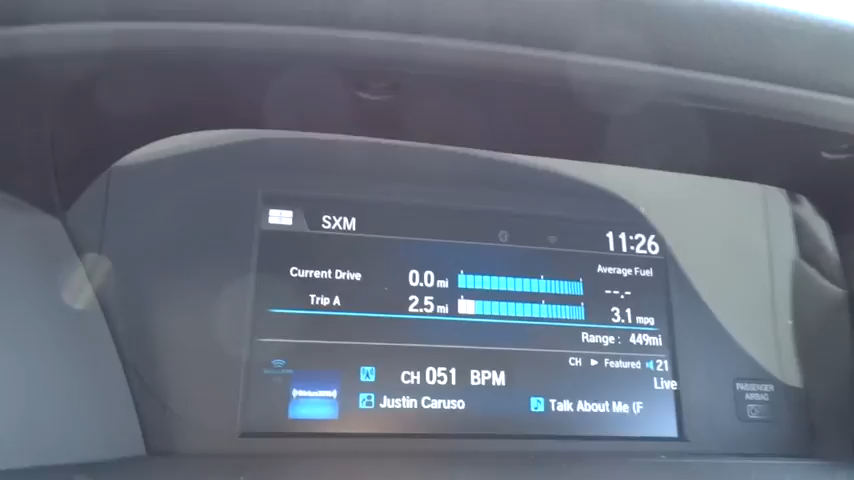 SXM
11:26
Average Fuel
Current Drive 0.0 mi --.-
Trip A 2.5 mi 3.1 mpg
Range : 449mi
CH ► Featured 21
CH 051 BPM Live
Justin Caruso Talk About Me (F
PASSENGER
AIRBAG